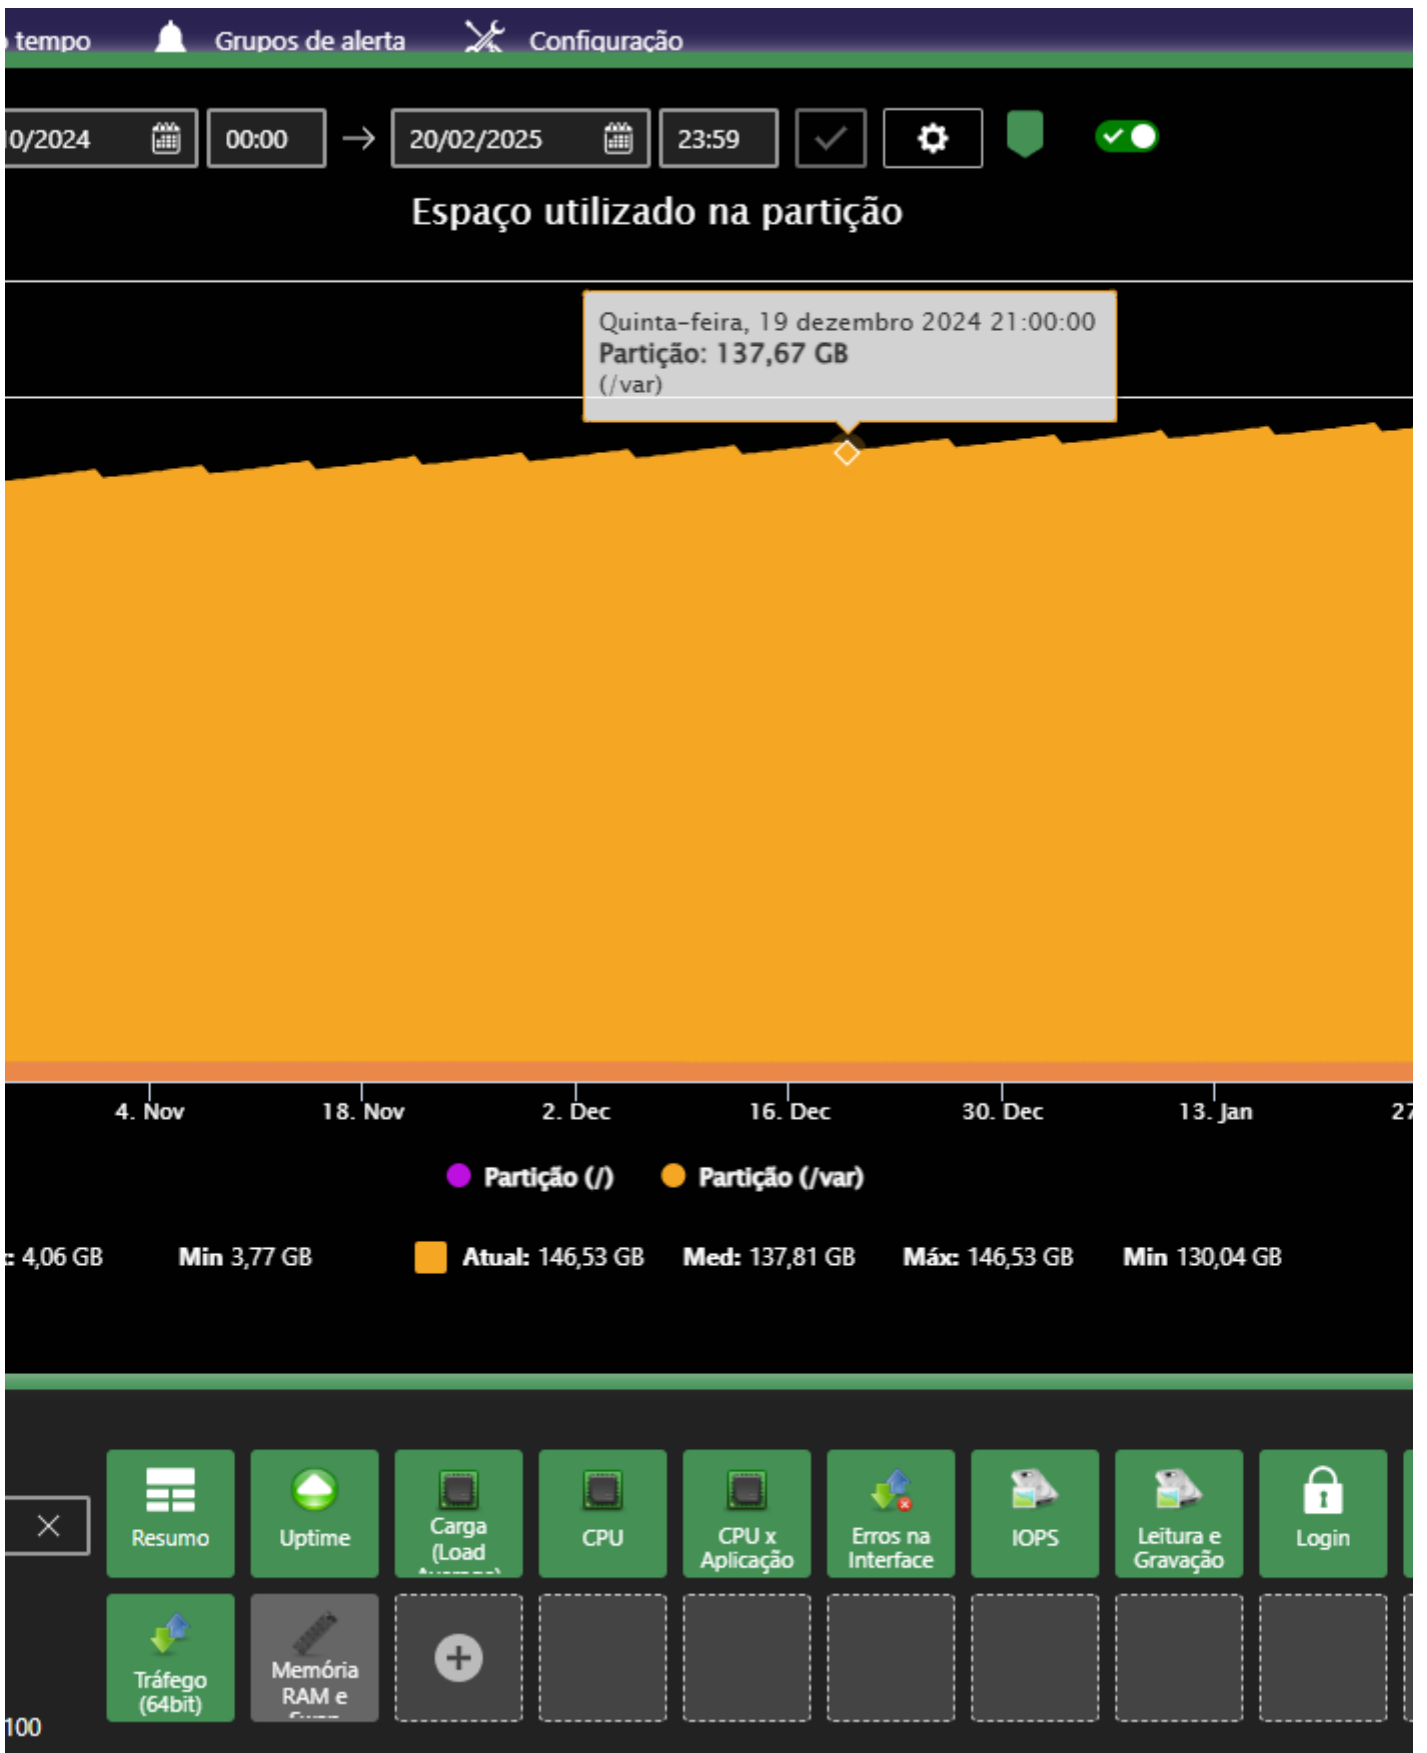 tempo
Grupos de alerta
Configuração
10/2024
00:00
20/02/2025
23:59
Espaço utilizado na partição
Quinta-feira, 19 dezembro 2024 21:00:00
Partição: 137,67 GB
(/var)
4. Nov
18. Nov
2. Dec
16. Dec
30. Dec
13. Jan
27
Partição (/)
Partição (/var)
: 4,06 GB
Min 3,77 GB
Atual: 146,53 GB
Med: 137,81 GB
Máx: 146,53 GB
Min 130,04 GB
Resumo
Uptime
Carga
(Load
CPU
CPU x
Aplicação
Erros na
Interface
IOPS
Leitura e
Gravação
Login
Tráfego
(64bit)
Memória
RAM e
100